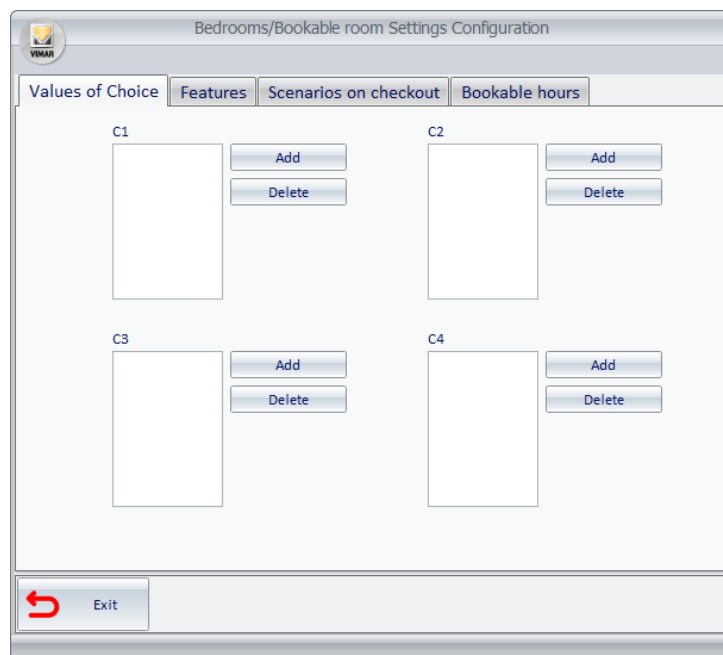 Bedrooms/Bookable room Settings Configuration
VIMAR
Values of Choice Features Scenarios on checkout Bookable hours
C1 C2
Add Add
Delete Delete
C3 C4
Add Add
Delete Delete
Exit